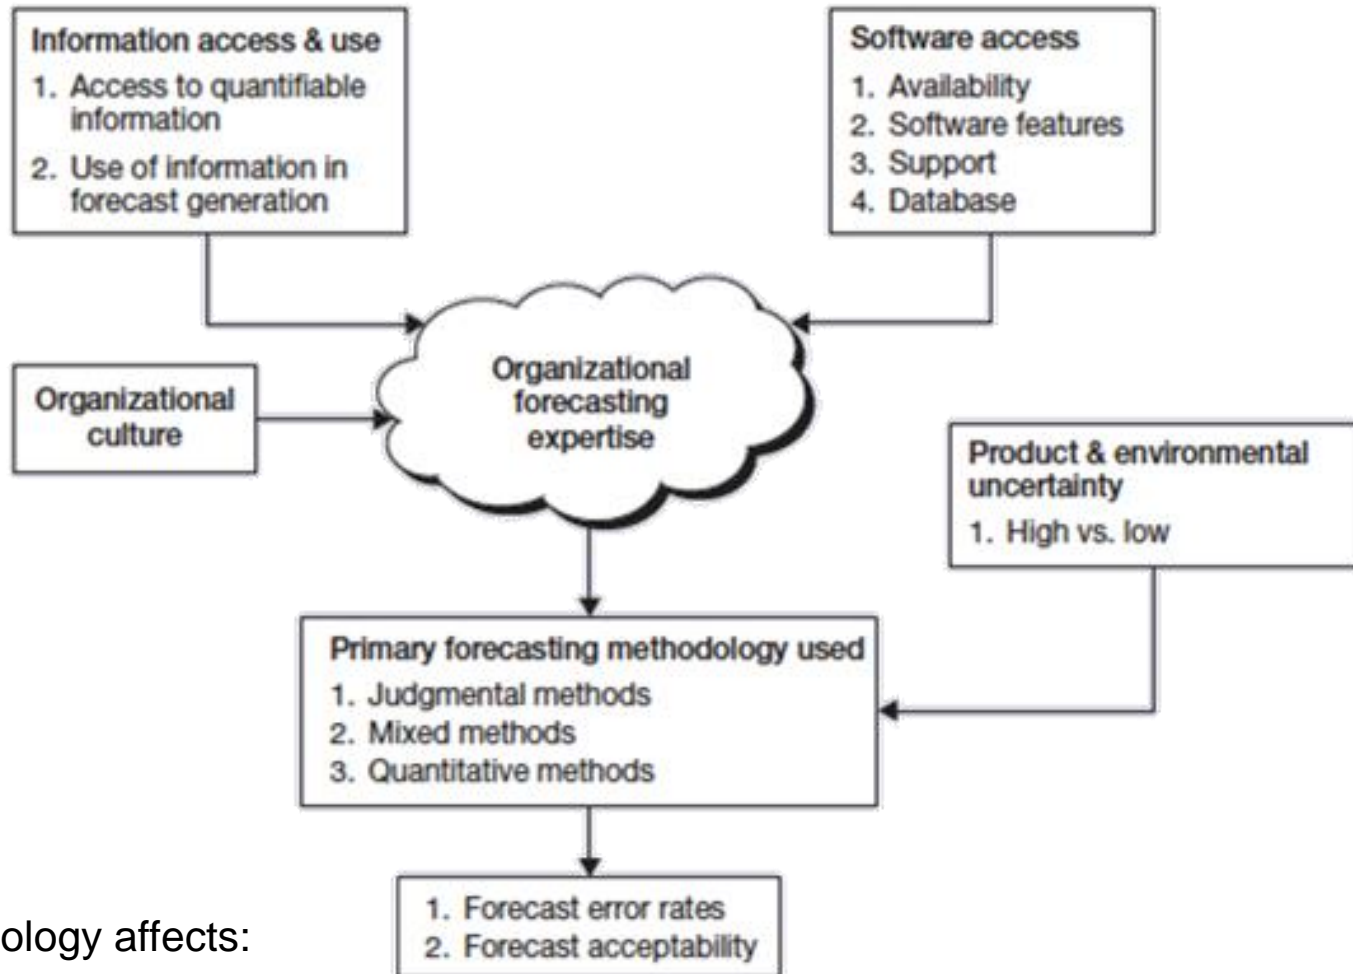 Information access & use
1. Access to quantifiable
information
2. Use of information in
forecast generation
Software access
1. Availability
2. Software features
3. Support
4. Database
Organizational
forecasting
expertise
Organizational
culture
Product & environmental
uncertainty
1. High vs. low
Primary forecasting methodology used
1. Judgmental methods
2. Mixed methods
3. Quantitative methods
1. Forecast error rates
2. Forecast acceptability
ology affects: